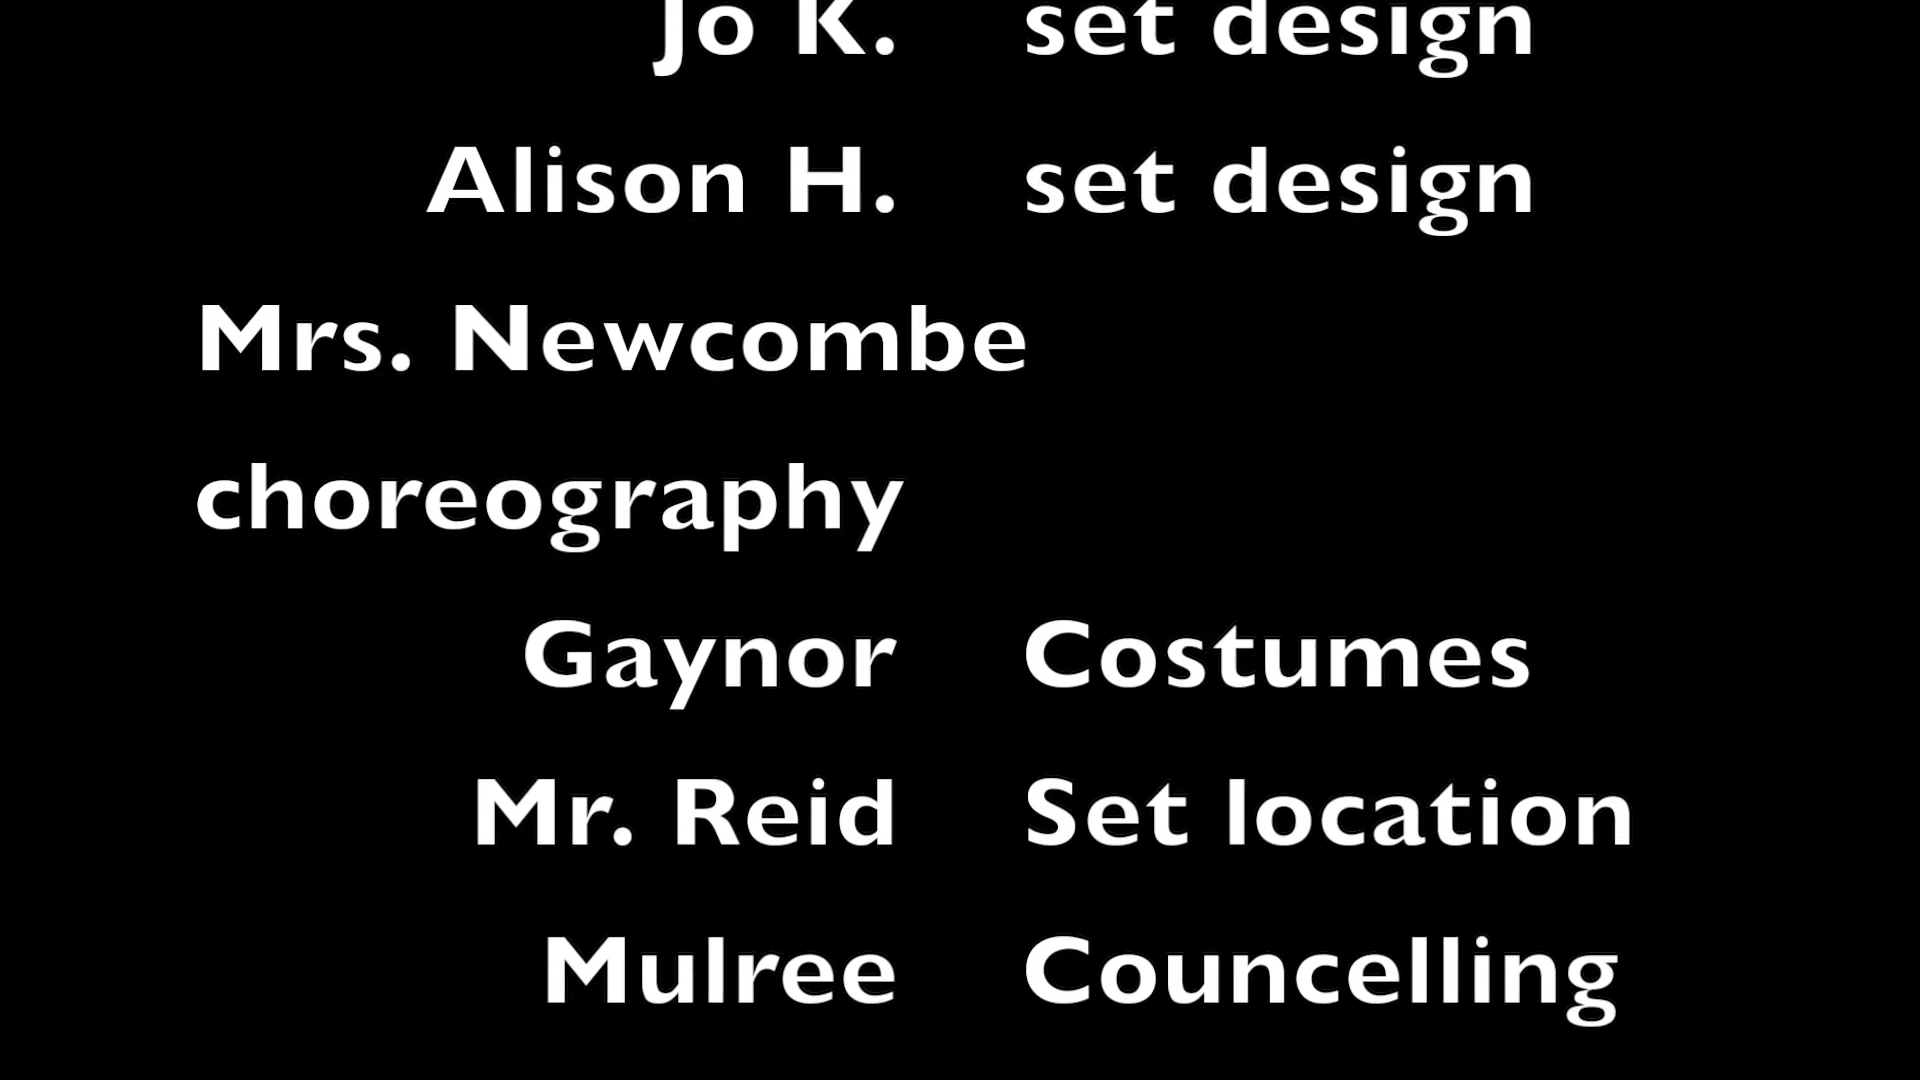 Jo K. set design
Alison H. set design
Mrs. Newcombe
choreography
Gaynor Costumes
Mr. Reid Set location
Mulree Councelling